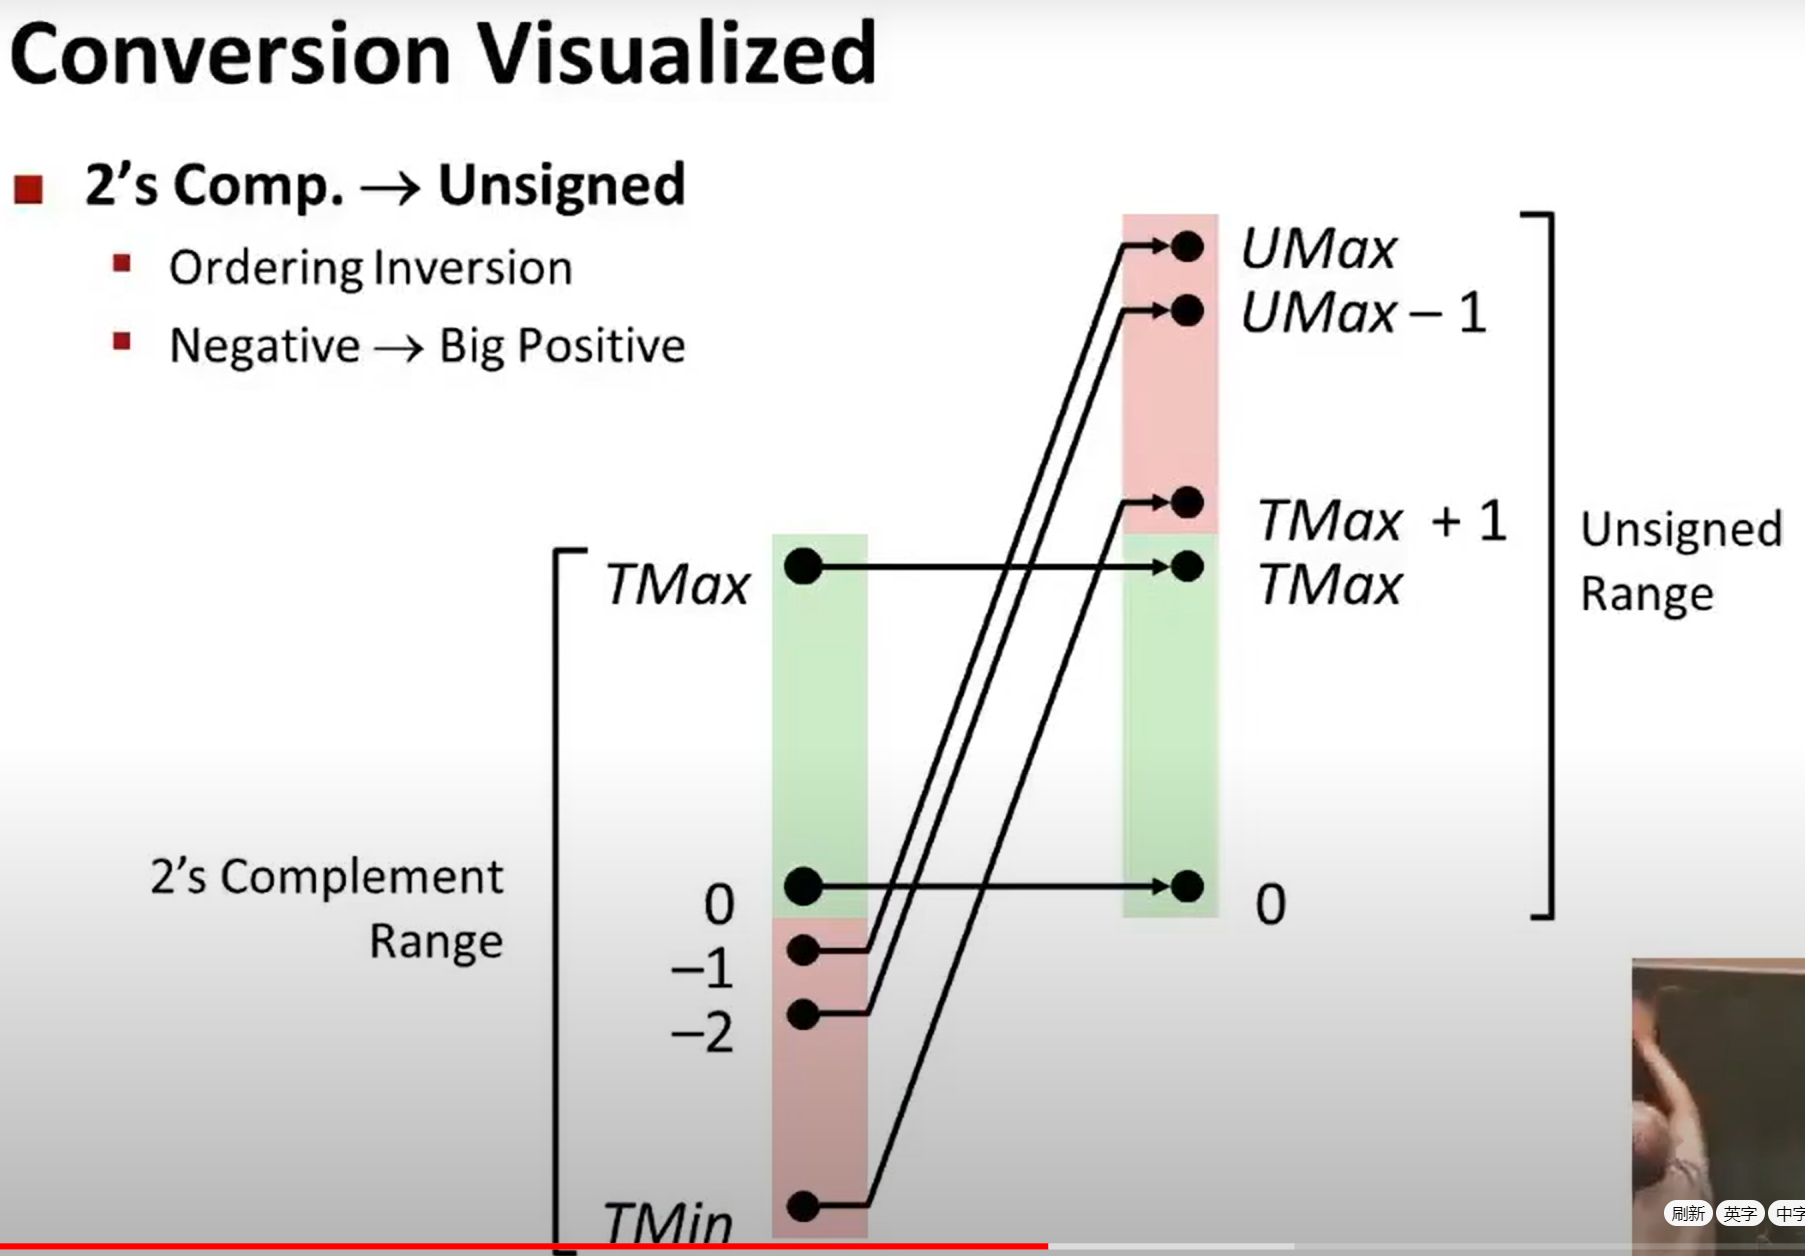 Conversion Visualized
2’s Comp. → Unsigned
Ordering Inversion
Negative → Big Positive
UMax
UMax – 1
TMax + 1
TMax
Unsigned
Range
TMax
2’s Complement
Range
0
0
–1
–2
TMin
刷新 英字 中字